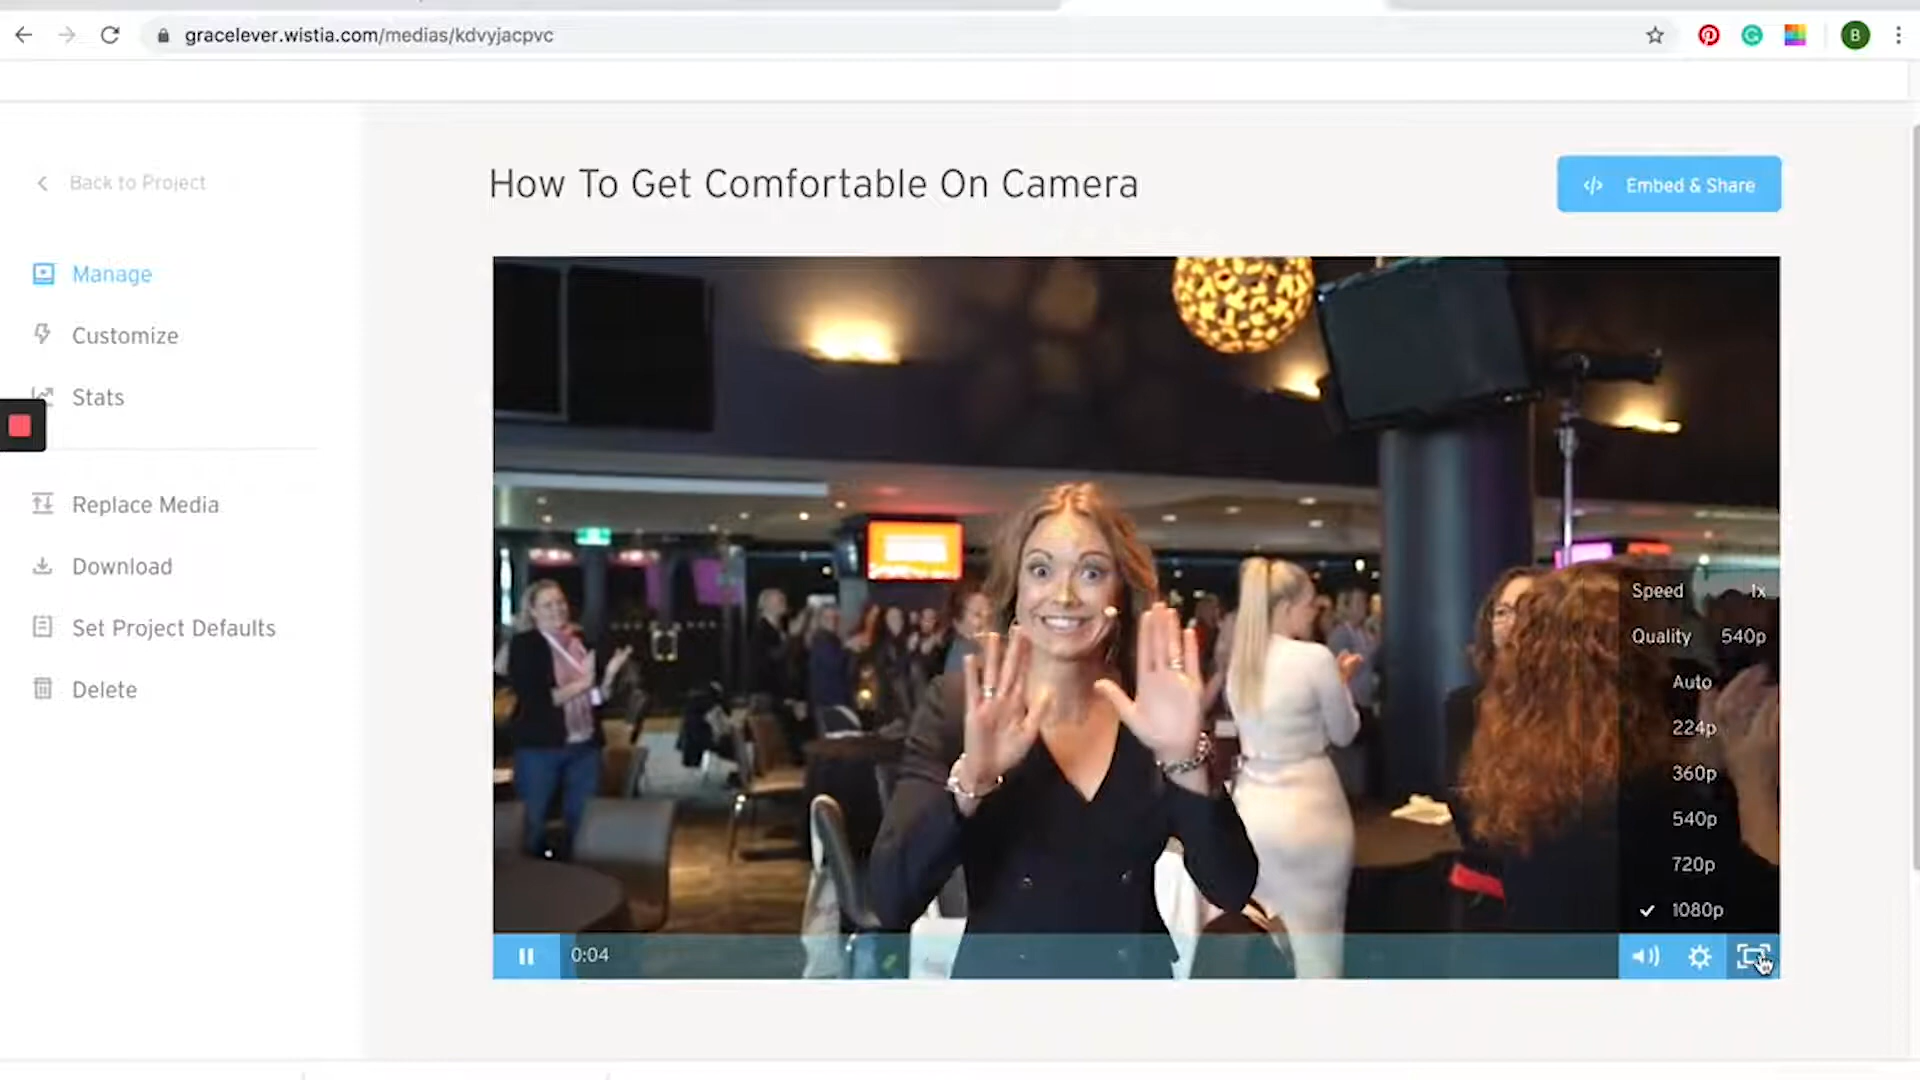 gracelever.wistia.com/medias/kdvyjacpvc
B
Back to Project
How To Get Comfortable On Camera
</> Embed & Share
Manage
Customize
Stats
Replace Media
Download
Set Project Defaults
Delete
Speed 1x
Quality 540p
Auto
224p
360p
540p
720p
1080p
0:04